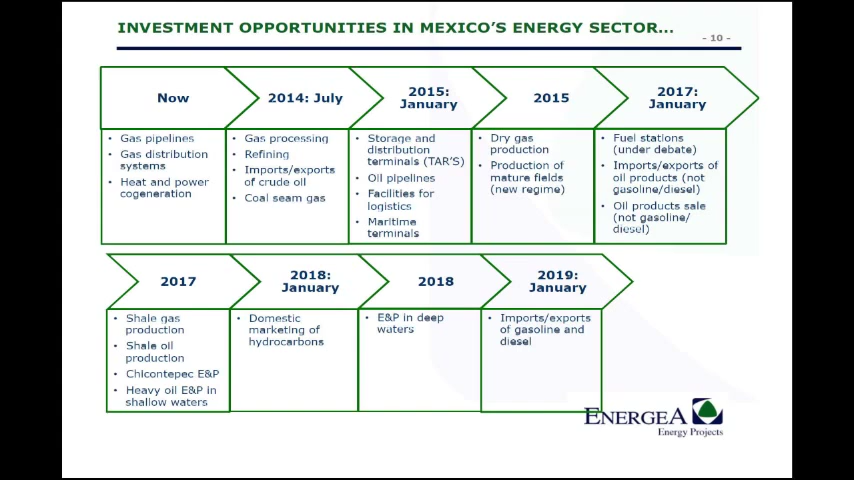 INVESTMENT OPPORTUNITIES IN MEXICO'S ENERGY SECTOR...
- 10 -
Now
2014: July
2015:
January
2015
2017:
January
• Gas pipelines
• Gas distribution
systems
• Heat and power
cogeneration
• Gas processing
• Refining
• Imports/exports
of crude oil
• Coal seam gas
• Storage and
distribution
terminals (TAR'S)
• Oil pipelines
• Facilities for
logistics
• Maritime
terminals
• Dry gas
production
• Production of
mature fields
(new regime)
• Fuel stations
(under debate)
• Imports/exports of
oil products (not
gasoline/diesel)
• Oil products sale
(not gasoline/
diesel)
2017
2018:
January
2018
2019:
January
• Shale gas
production
• Shale oil
production
• Chicontepec E&P
• Heavy oil E&P in
shallow waters
• Domestic
marketing of
hydrocarbons
• E&P in deep
waters
• Imports/exports
of gasoline and
diesel
ENERGEA
Energy Projects